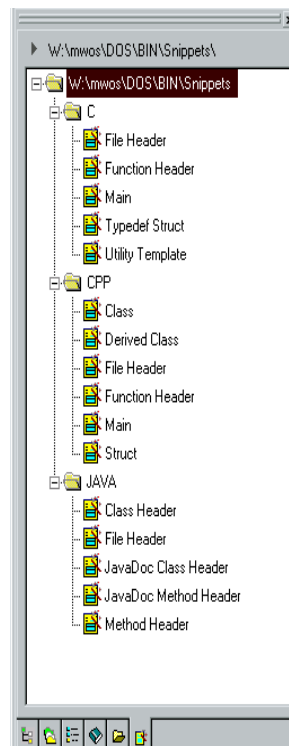 W:\mwos\DOS\BIN\Snippets\
W:\mwos\DOS\BIN\Snippets
C
File Header
Function Header
Main
Typedef Struct
Utility Template
CPP
Class
Derived Class
File Header
Function Header
Main
Struct
JAVA
Class Header
File Header
JavaDoc Class Header
JavaDoc Method Header
Method Header